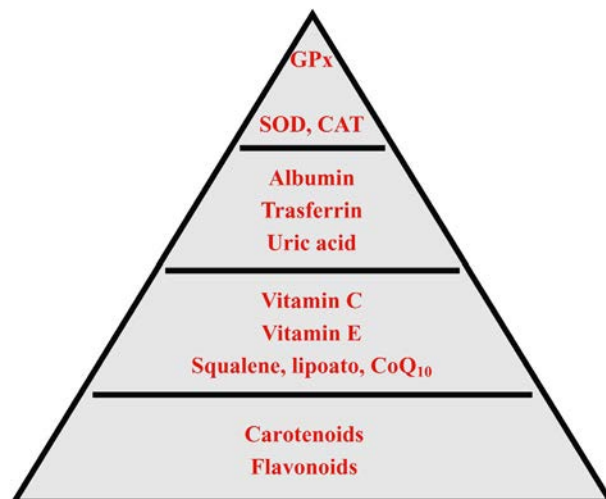 GPx
SOD, CAT
Albumin
Trasferrin
Uric acid
Vitamin C
Vitamin E
Squalene, lipoato, CoQ₁₀
Carotenoids
Flavonoids